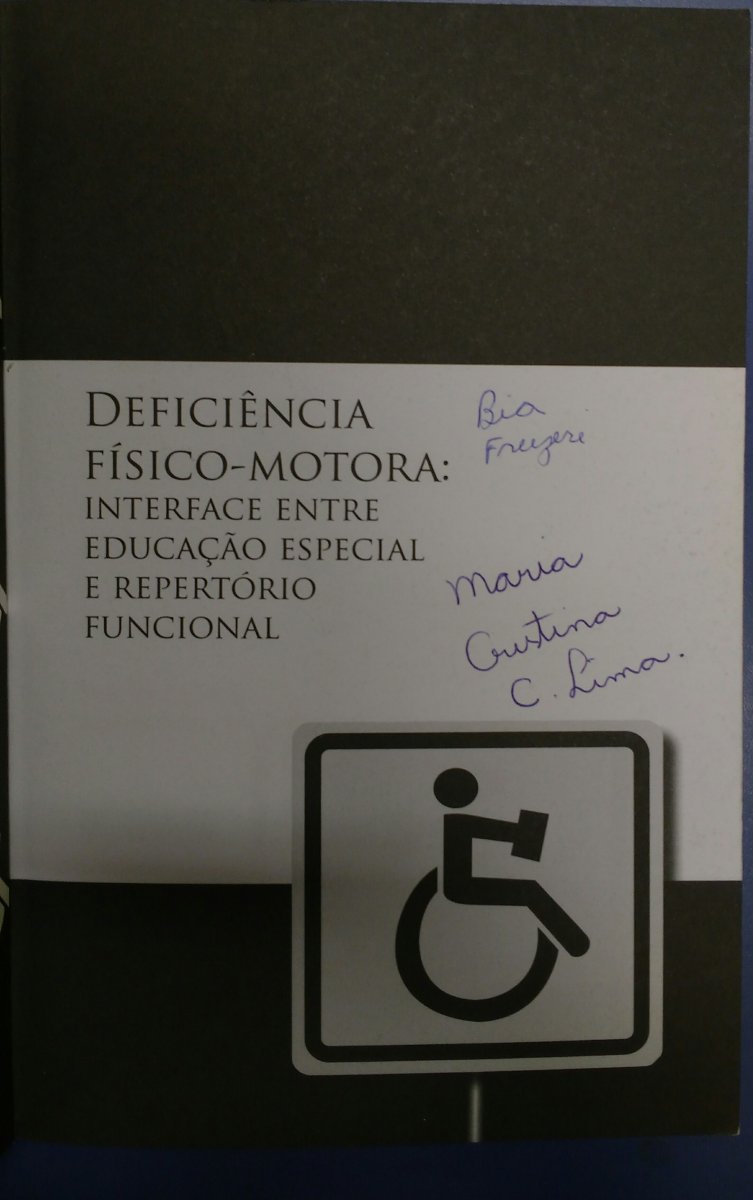 DEFICIÊNCIA
FÍSICO-MOTORA:
INTERFACE ENTRE
EDUCAÇÃO ESPECIAL
E REPERTÓRIO
FUNCIONAL
Bia
Maria
Cristina
C. Lima.